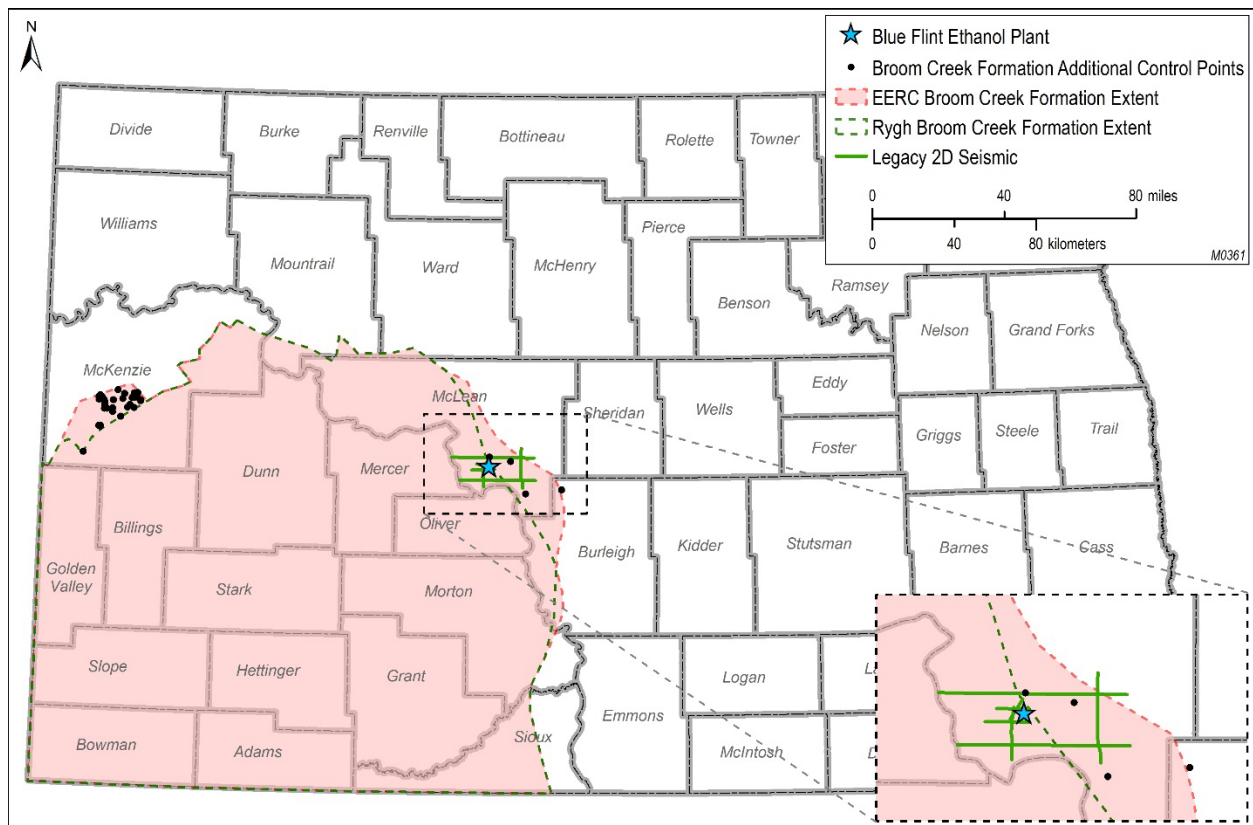 N
Blue Flint Ethanol Plant
Broom Creek Formation Additional Control Points
EERC Broom Creek Formation Extent
Rygh Broom Creek Formation Extent
Legacy 2D Seismic
0 40 80 miles
0 40 80 kilometers
M0361
Divide
Burke
Renville
Bottineau
Rolette
Towner
Williams
Mountrail
Ward
McHenry
Pierce
Benson
Ramsey
Nelson
Grand Forks
McKenzie
McLean
Sheridan
Wells
Eddy
Foster
Griggs
Steele
Trail
Dunn
Mercer
Oliver
Billings
Golden
Valley
Stark
Morton
Burleigh
Kidder
Stutsman
Barnes
Cass
Slope
Hettinger
Grant
Sioux
Emmons
Logan
Bowman
Adams
McIntosh